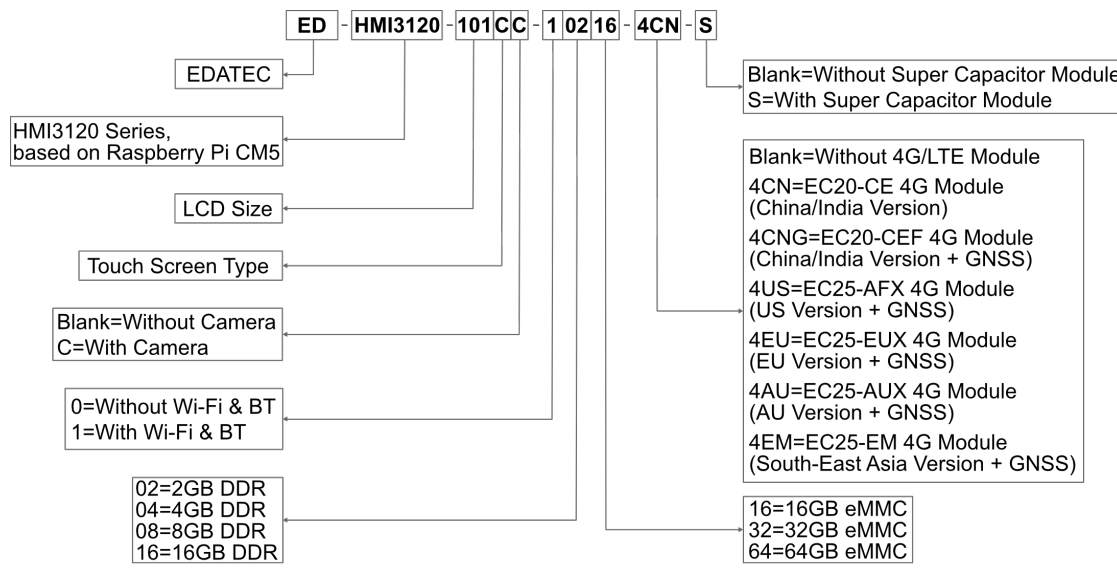 ED - HMI3120 - 101 C C - 1 02 16 - 4CN - S
EDATEC
HMI3120 Series,
based on Raspberry Pi CM5
LCD Size
Touch Screen Type
Blank=Without Camera
C=With Camera
0=Without Wi-Fi & BT
1=With Wi-Fi & BT
02=2GB DDR
04=4GB DDR
08=8GB DDR
16=16GB DDR
Blank=Without Super Capacitor Module
S=With Super Capacitor Module
Blank=Without 4G/LTE Module
4CN=EC20-CE 4G Module
(China/India Version)
4CNG=EC20-CEF 4G Module
(China/India Version + GNSS)
4US=EC25-AFX 4G Module
(US Version + GNSS)
4EU=EC25-EUX 4G Module
(EU Version + GNSS)
4AU=EC25-AUX 4G Module
(AU Version + GNSS)
4EM=EC25-EM 4G Module
(South-East Asia Version + GNSS)
16=16GB eMMC
32=32GB eMMC
64=64GB eMMC